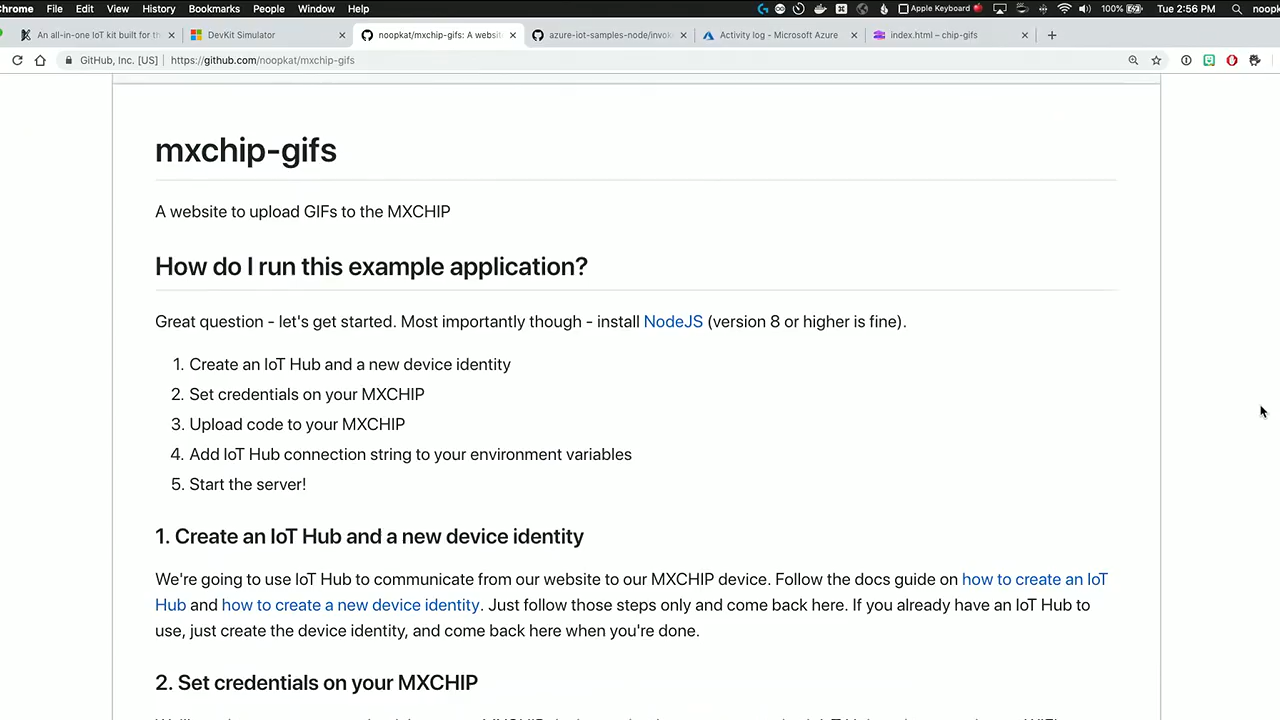 Chrome File Edit View History Bookmarks People Window Help Apple Keyboard 100% Tue 2:56 PM
An all-in-one IoT kit built for th DevKit Simulator noopkat/mxchip-gifs: A websit azure-iot-samples-node/invok Activity log - Microsoft Azure index.html – chip-gifs
GitHub, Inc. [US] https://github.com/noopkat/mxchip-gifs
mxchip-gifs
A website to upload GIFs to the MXCHIP
How do I run this example application?
Great question - let's get started. Most importantly though - install NodeJS (version 8 or higher is fine).
1. Create an IoT Hub and a new device identity
2. Set credentials on your MXCHIP
3. Upload code to your MXCHIP
4. Add IoT Hub connection string to your environment variables
5. Start the server!
1. Create an IoT Hub and a new device identity
We're going to use IoT Hub to communicate from our website to our MXCHIP device. Follow the docs guide on how to create an IoT
Hub and how to create a new device identity. Just follow those steps only and come back here. If you already have an IoT Hub to
use, just create the device identity, and come back here when you're done.
2. Set credentials on your MXCHIP